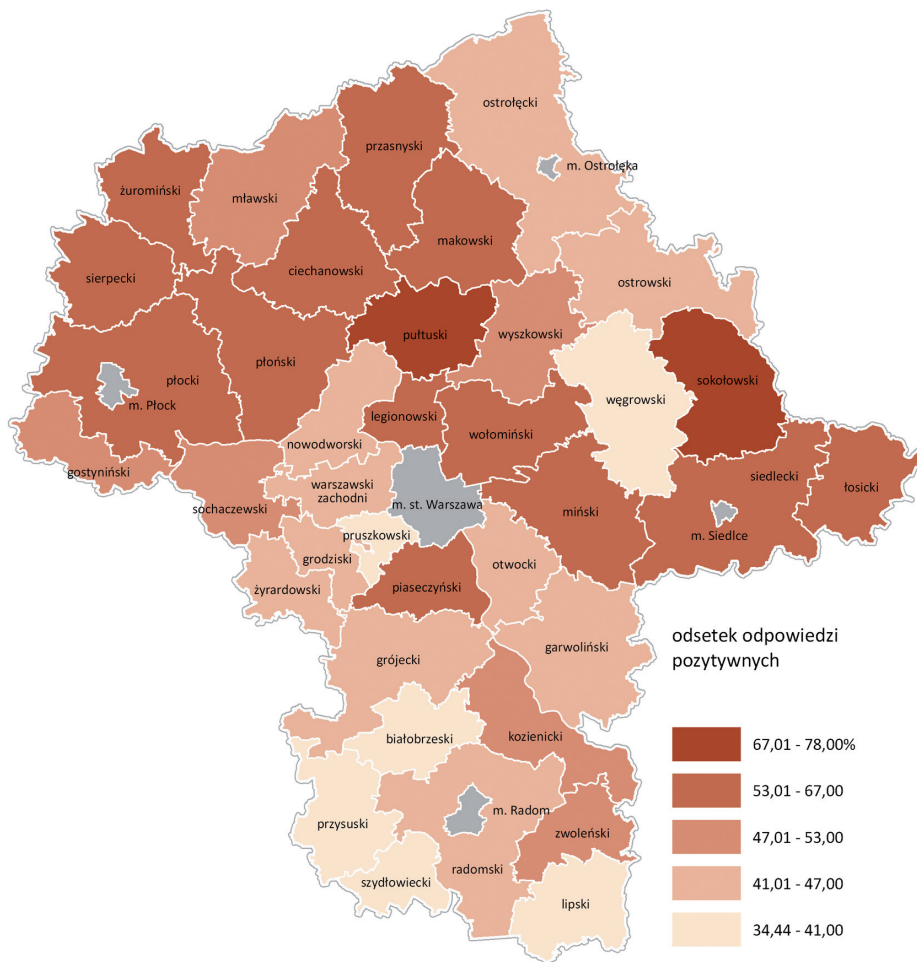 ostrołęcki
m. Ostrołęka
przasnyski
żuromiński
mławski
makowski
ciechanowski
sierpecki
ostrowski
pułtuski
wyszkowski
płocki
płoński
m. Płock
sokołowski
węgrowski
legionowski
wołomiński
nowodworski
gostyniński
siedlecki
łosicki
warszawski
zachodni
m. st. Warszawa
sochaczewski
miński
m. Siedlce
pruszkowski
grodziski
otwocki
żyrardowski
piaseczyński
garwoliński
grójecki
białobrzeski
kozienicki
m. Radom
przysuski
zwoleński
radomski
szydłowiecki
lipski
odsetek odpowiedzi
pozytywnych
67,01 - 78,00%
53,01 - 67,00
47,01 - 53,00
41,01 - 47,00
34,44 - 41,00